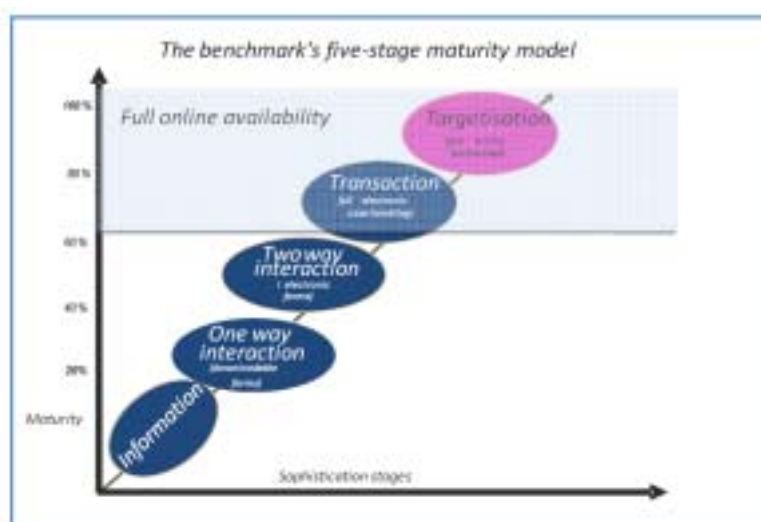 The benchmark's five-stage maturity model
100%
Full online availability
Targetisation
80%
Transaction
full electronic
case handling)
60%
Two way
interaction
electronic
forms)
40%
One way
interaction
(downloadable
forms)
20%
Information
Maturity
Sophistication stages